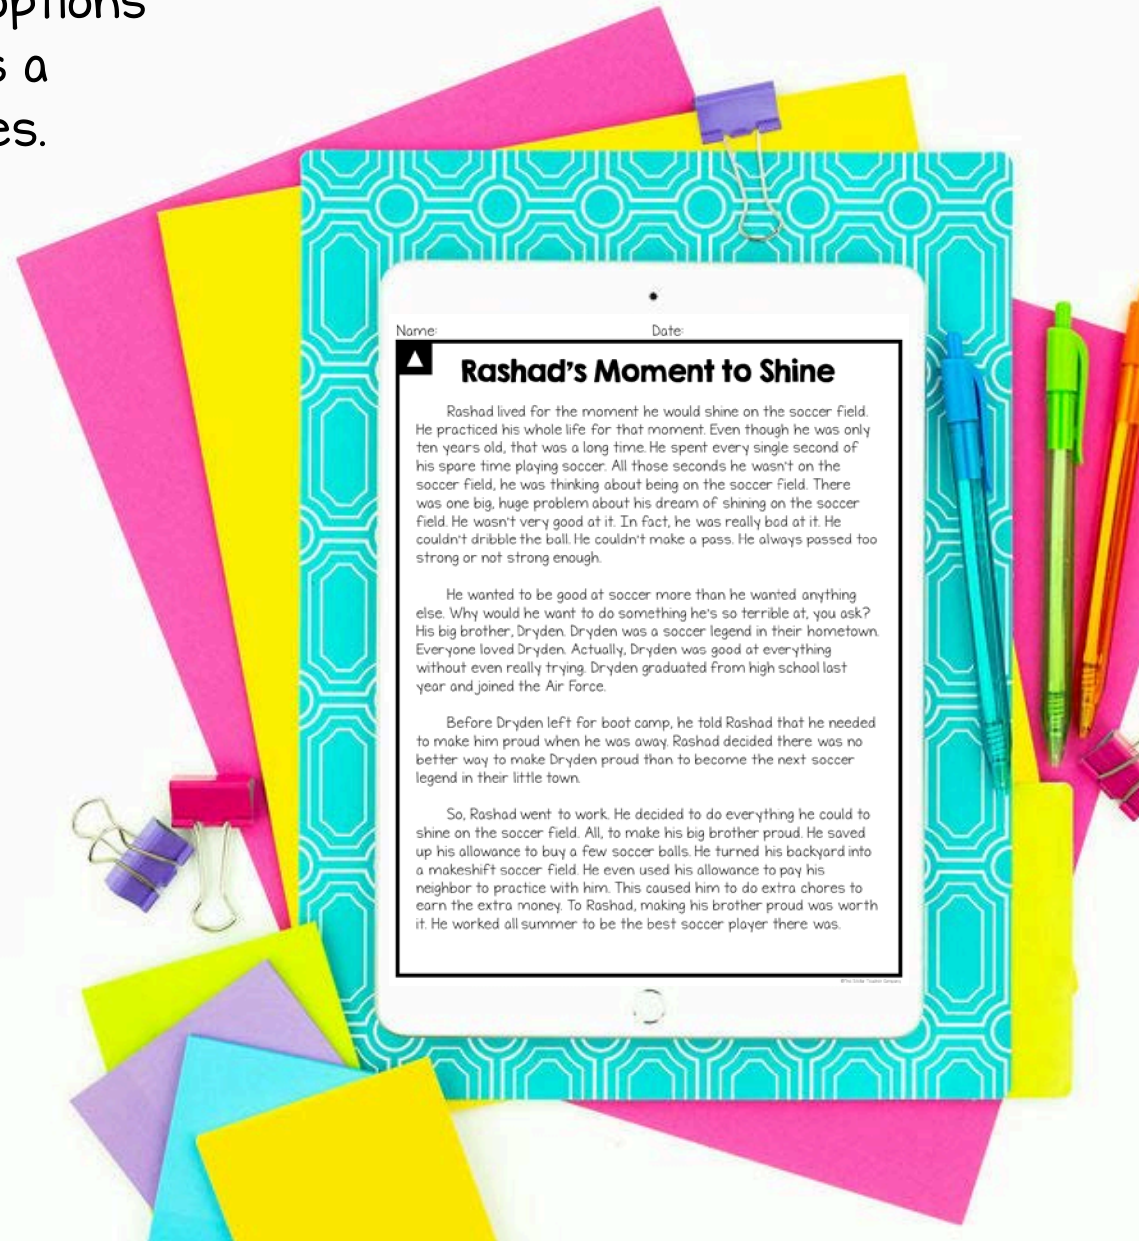 options
s a
es.
Name:
Date:
Rashad's Moment to Shine
Rashad lived for the moment he would shine on the soccer field.
He practiced his whole life for that moment. Even though he was only
ten years old, that was a long time. He spent every single second of
his spare time playing soccer. All those seconds he wasn't on the
soccer field, he was thinking about being on the soccer field. There
was one big, huge problem about his dream of shining on the soccer
field. He wasn't very good at it. In fact, he was really bad at it. He
couldn't dribble the ball. He couldn't make a pass. He always passed too
strong or not strong enough.
He wanted to be good at soccer more than he wanted anything
else. Why would he want to do something he's so terrible at, you ask?
His big brother, Dryden. Dryden was a soccer legend in their hometown.
Everyone loved Dryden. Actually, Dryden was good at everything
without even really trying. Dryden graduated from high school last
year and joined the Air Force.
Before Dryden left for boot camp, he told Rashad that he needed
to make him proud when he was away. Rashad decided there was no
better way to make Dryden proud than to become the next soccer
legend in their little town.
So, Rashad went to work. He decided to do everything he could to
shine on the soccer field. All, to make his big brother proud. He saved
up his allowance to buy a few soccer balls. He turned his backyard into
a makeshift soccer field. He even used his allowance to pay his
neighbor to practice with him. This caused him to do extra chores to
earn the extra money. To Rashad, making his brother proud was worth
it. He worked all summer to be the best soccer player there was.